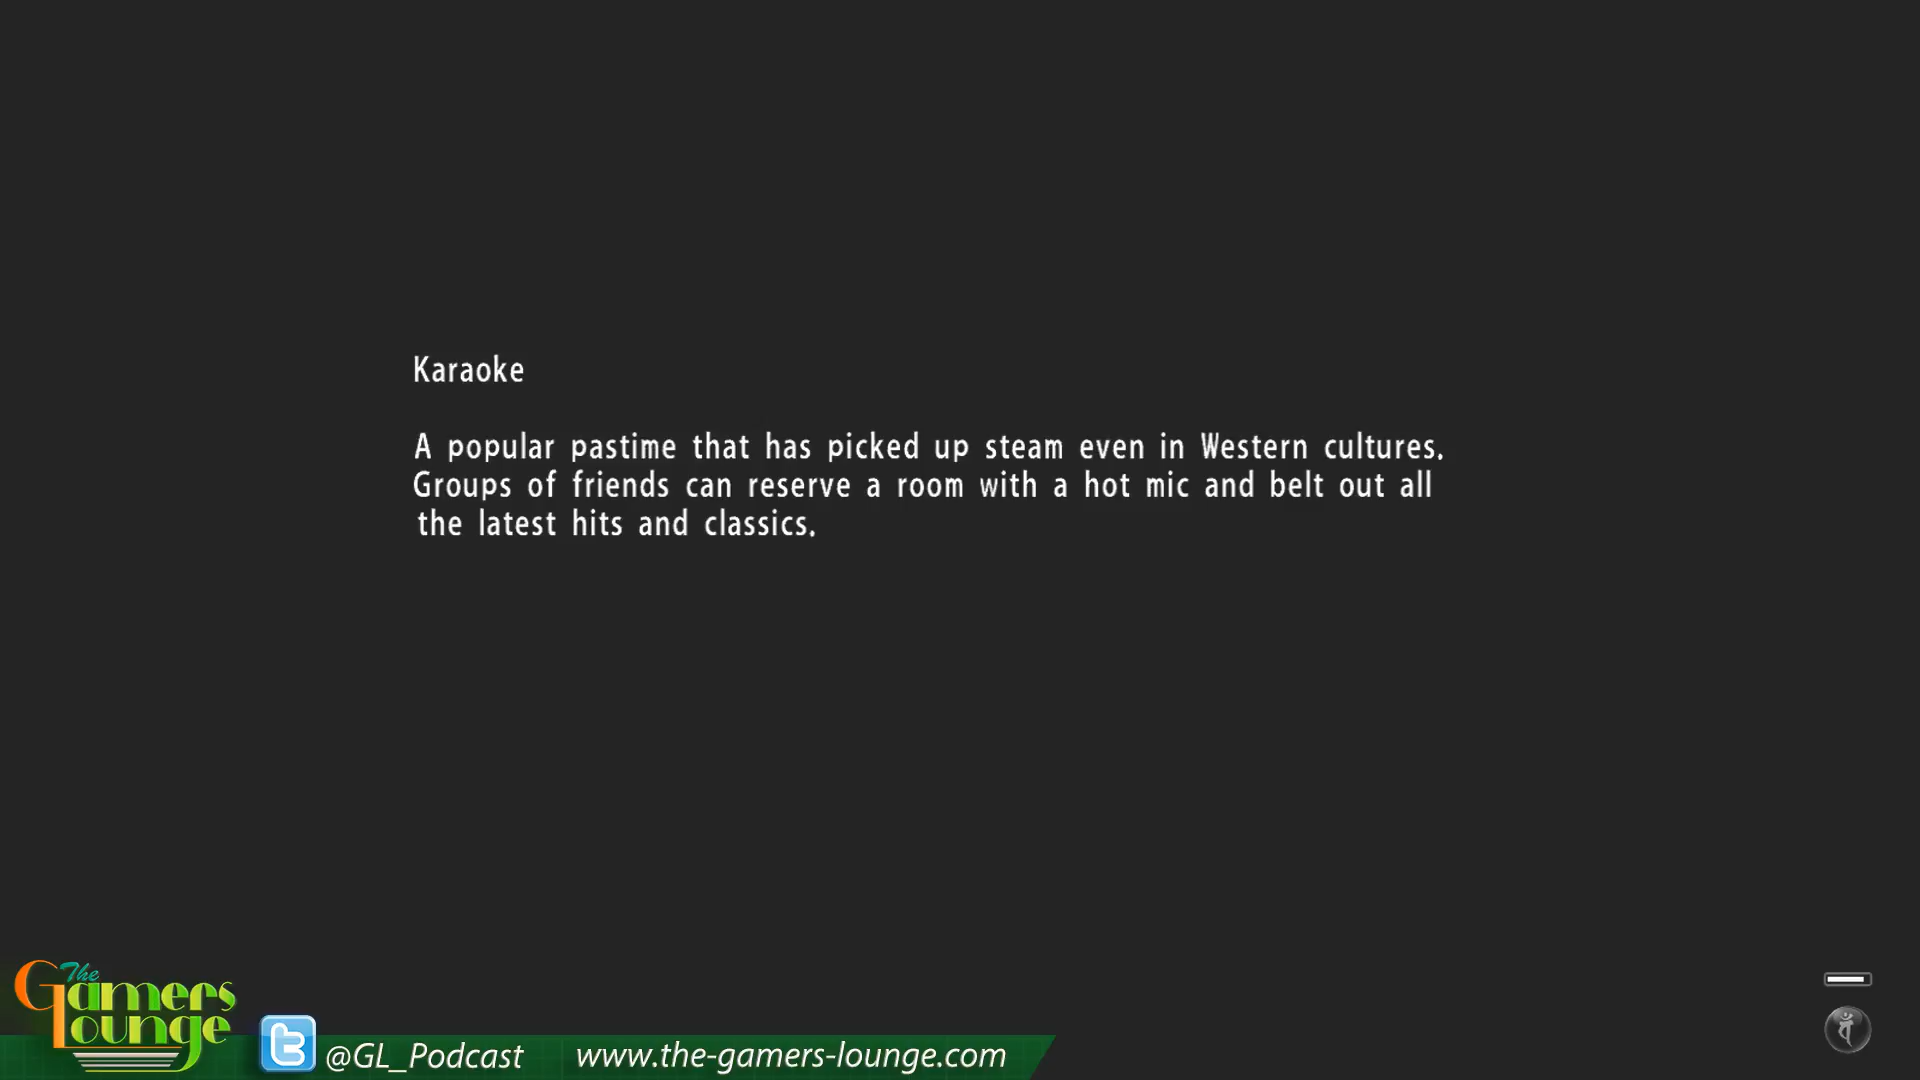 Karaoke
A popular pastime that has picked up steam even in Western cultures.
Groups of friends can reserve a room with a hot mic and belt out all
the latest hits and classics.
The
Gamers
Lounge
@GL_Podcast
www.the-gamers-lounge.com